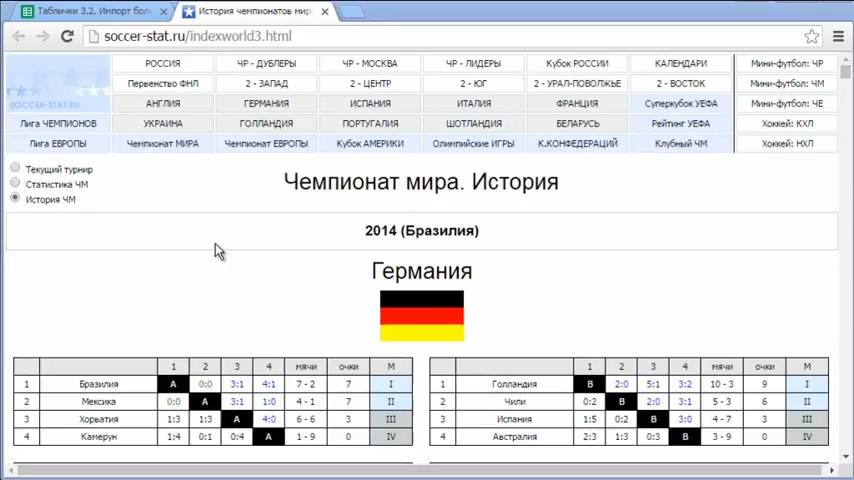 Таблички 3.2. Импорт бол
История чемпионатов мир
soccer-stat.ru/indexworld3.html
РОССИЯ ЧР - ДУБЛЕРЫ ЧР - МОСКВА ЧР - ЛИДЕРЫ Кубок РОССИИ КАЛЕНДАРИ Мини-футбол: ЧР
Первенство ФНЛ 2 - ЗАПАД 2 - ЦЕНТР 2 - ЮГ 2 - УРАЛ-ПОВОЛЖЬЕ 2 - ВОСТОК Мини-футбол: ЧМ
SOCCER-STAT.RU АНГЛИЯ ГЕРМАНИЯ ИСПАНИЯ ИТАЛИЯ ФРАНЦИЯ Суперкубок УЕФА Мини-футбол: ЧЕ
Лига ЧЕМПИОНОВ УКРАИНА ГОЛЛАНДИЯ ПОРТУГАЛИЯ ШОТЛАНДИЯ БЕЛАРУСЬ Рейтинг УЕФА Хоккей: КХЛ
Лига ЕВРОПЫ Чемпионат МИРА Чемпионат ЕВРОПЫ Кубок АМЕРИКИ Олимпийские ИГРЫ К.КОНФЕДЕРАЦИЙ Клубный ЧМ Хоккей: НХЛ
Текущий турнир
Статистика ЧМ
История ЧМ
Чемпионат мира. История
2014 (Бразилия)
Германия
1 2 3 4 мячи очки М
1 Бразилия A 0:0 3:1 4:1 7 - 2 7 I
2 Мексика 0:0 A 3:1 1:0 4 - 1 7 II
3 Хорватия 1:3 1:3 A 4:0 6 - 6 3 III
4 Камерун 1:4 0:1 0:4 A 1 - 9 0 IV
1 2 3 4 мячи очки М
1 Голландия B 2:0 5:1 3:2 10 - 3 9 I
2 Чили 0:2 B 2:0 3:1 5 - 3 6 II
3 Испания 1:5 0:2 B 3:0 4 - 7 3 III
4 Австралия 2:3 1:3 0:3 B 3 - 9 0 IV